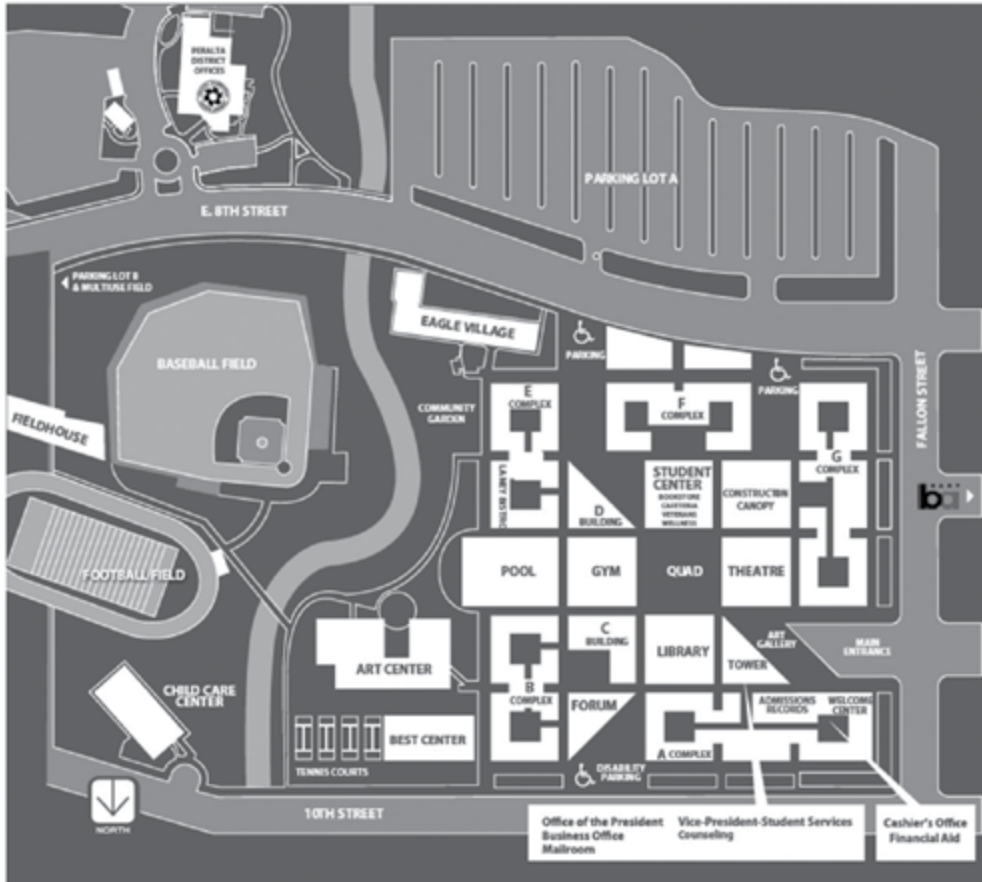 PERALTA
DISTRICT
OFFICES
PARKING LOT A
E. 8TH STREET
PARKING LOT B
& MULTIUSE FIELD
EAGLE VILLAGE
PARKING
PARKING
BASEBALL FIELD
FALLON STREET
E
COMPLEX
F
COMPLEX
COMMUNITY
GARDEN
FIELDHOUSE
G
COMPLEX
STUDENT
CENTER
BOOKSTORE
CAFETERIA
VETERANS
WELLNESS
CONSTRUCTION
CANOPY
BART
ba
LANEY BISTRO
D
BUILDING
FOOTBALL FIELD
POOL
GYM
QUAD
THEATRE
C
BUILDING
LIBRARY
ART
GALLERY
MAIN
ENTRANCE
TOWER
ART CENTER
CHILD CARE
CENTER
B
COMPLEX
FORUM
ADMISSIONS
RECORDS
WELCOME
CENTER
BEST CENTER
A COMPLEX
TENNIS COURTS
DISABILITY
PARKING
10TH STREET
NORTH
Office of the President
Business Office
Mailroom
Vice-President-Student Services
Counseling
Cashier's Office
Financial Aid